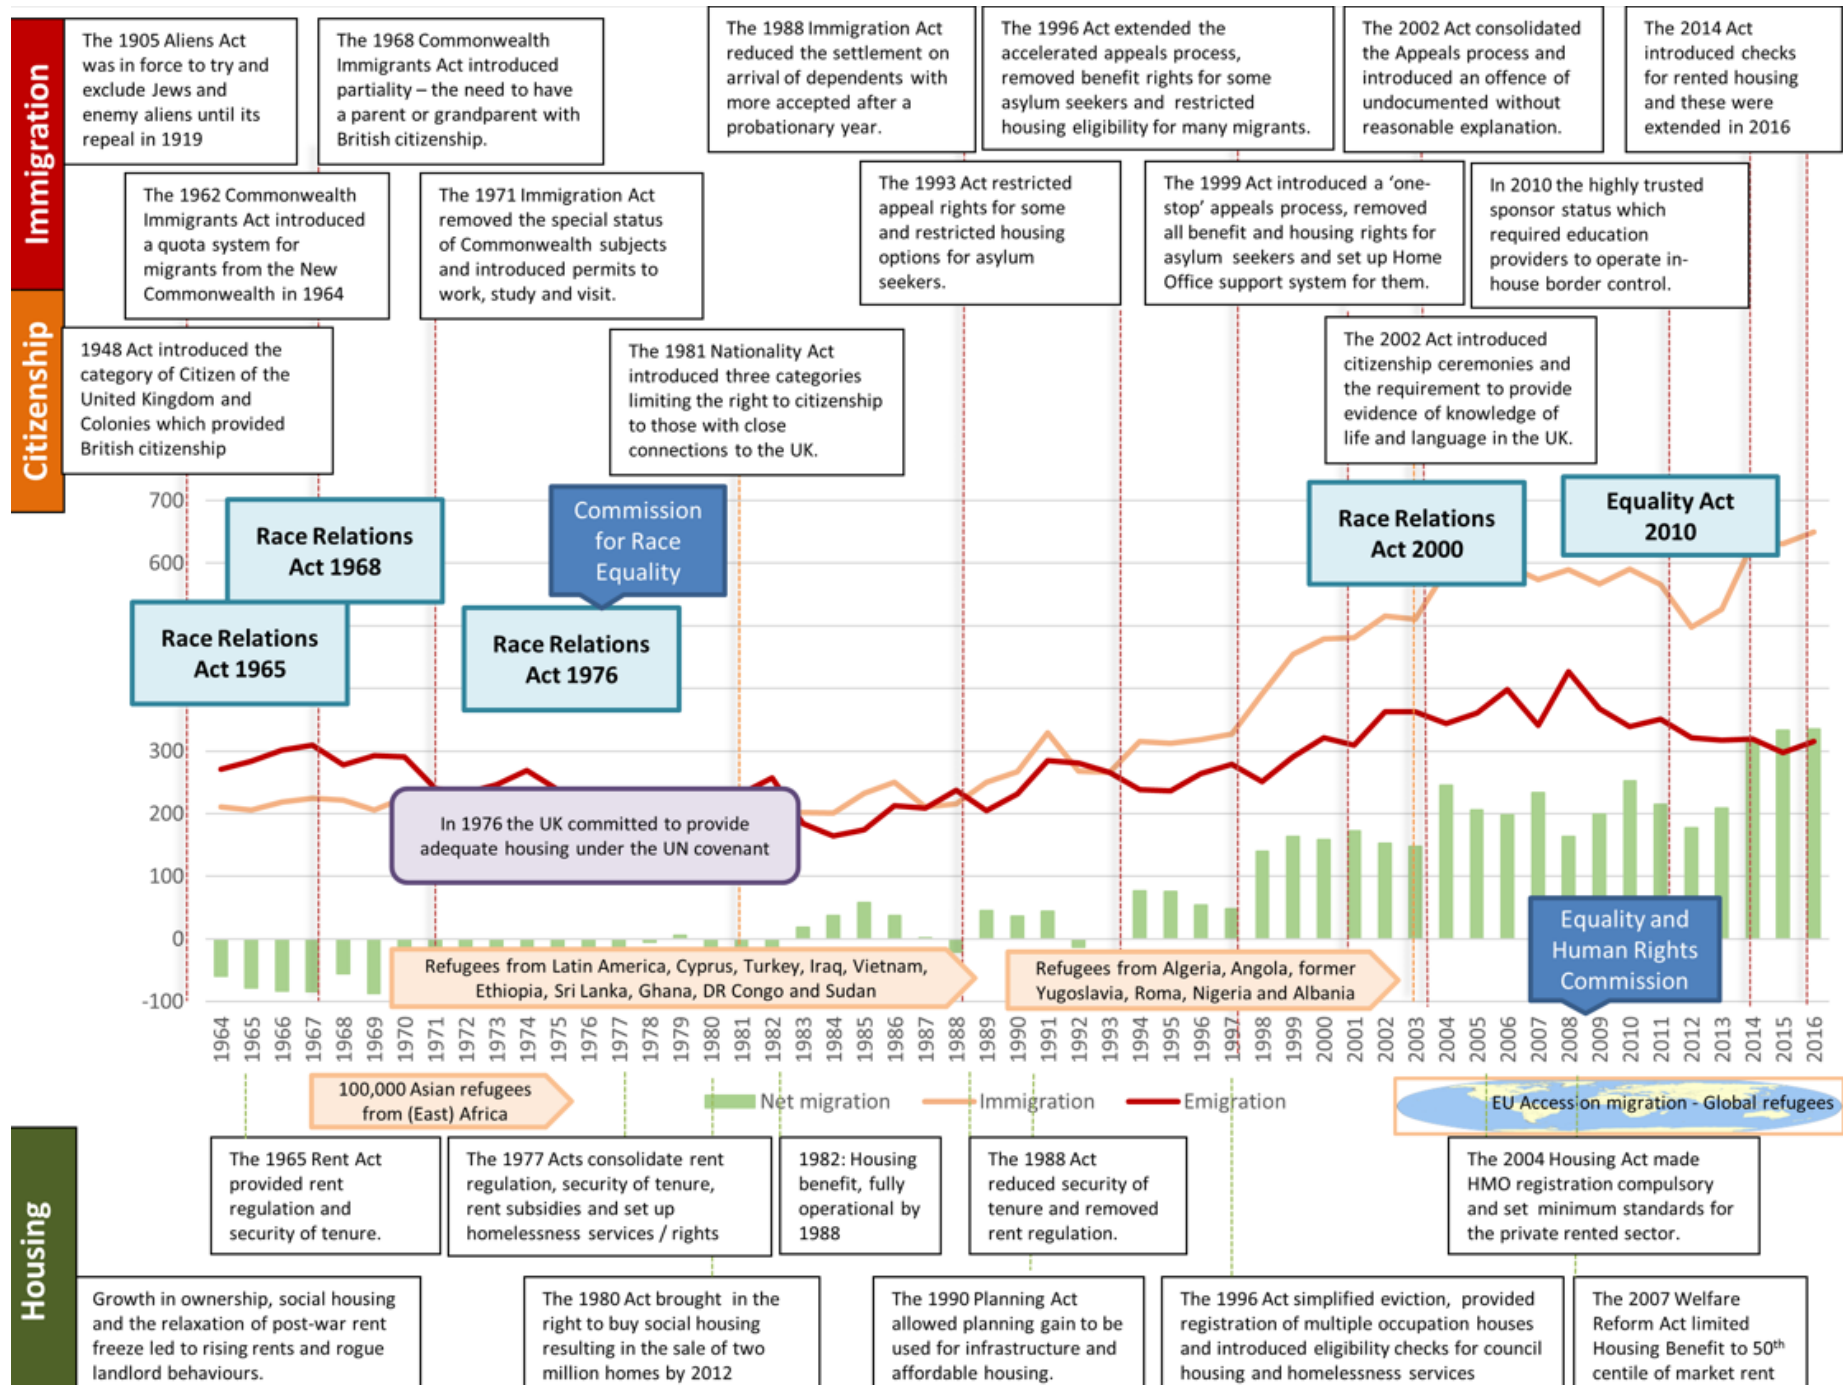 Immigration
The 1905 Aliens Act
was in force to try and
exclude Jews and
enemy aliens until its
repeal in 1919
The 1968 Commonwealth
Immigrants Act introduced
partiality – the need to have
a parent or grandparent with
British citizenship.
The 1988 Immigration Act
reduced the settlement on
arrival of dependents with
more accepted after a
probationary year.
The 1996 Act extended the
accelerated appeals process,
removed benefit rights for some
asylum seekers and restricted
housing eligibility for many migrants.
The 2002 Act consolidated
the Appeals process and
introduced an offence of
undocumented without
reasonable explanation.
The 2014 Act
introduced checks
for rented housing
and these were
extended in 2016
The 1962 Commonwealth
Immigrants Act introduced
a quota system for
migrants from the New
Commonwealth in 1964
The 1971 Immigration Act
removed the special status
of Commonwealth subjects
and introduced permits to
work, study and visit.
The 1993 Act restricted
appeal rights for some
and restricted housing
options for asylum
seekers.
The 1999 Act introduced a ‘one-
stop’ appeals process, removed
all benefit and housing rights for
asylum seekers and set up Home
Office support system for them.
In 2010 the highly trusted
sponsor status which
required education
providers to operate in-
house border control.
Citizenship
1948 Act introduced the
category of Citizen of the
United Kingdom and
Colonies which provided
British citizenship
The 1981 Nationality Act
introduced three categories
limiting the right to citizenship
to those with close
connections to the UK.
The 2002 Act introduced
citizenship ceremonies and
the requirement to provide
evidence of knowledge of
life and language in the UK.
700
600
300
200
100
0
-100
Race Relations
Act 1968
Race Relations
Act 1965
Commission
for Race
Equality
Race Relations
Act 1976
Race Relations
Act 2000
Equality Act
2010
In 1976 the UK committed to provide
adequate housing under the UN covenant
Equality and
Human Rights
Commission
Refugees from Latin America, Cyprus, Turkey, Iraq, Vietnam,
Ethiopia, Sri Lanka, Ghana, DR Congo and Sudan
Refugees from Algeria, Angola, former
Yugoslavia, Roma, Nigeria and Albania
1964
1965
1966
1967
1968
1969
1970
1971
1972
1973
1974
1975
1976
1977
1978
1979
1980
1981
1982
1983
1984
1985
1986
1987
1988
1989
1990
1991
1992
1993
1994
1995
1996
1997
1998
1999
2000
2001
2002
2003
2004
2005
2006
2007
2008
2009
2010
2011
2012
2013
2014
2015
2016
100,000 Asian refugees
from (East) Africa
Net migration
Immigration
Emigration
EU Accession migration - Global refugees
Housing
The 1965 Rent Act
provided rent
regulation and
security of tenure.
The 1977 Acts consolidate rent
regulation, security of tenure,
rent subsidies and set up
homelessness services / rights
1982: Housing
benefit, fully
operational by
1988
The 1988 Act
reduced security of
tenure and removed
rent regulation.
The 2004 Housing Act made
HMO registration compulsory
and set minimum standards for
the private rented sector.
Growth in ownership, social housing
and the relaxation of post-war rent
freeze led to rising rents and rogue
landlord behaviours.
The 1980 Act brought in the
right to buy social housing
resulting in the sale of two
million homes by 2012
The 1990 Planning Act
allowed planning gain to be
used for infrastructure and
affordable housing.
The 1996 Act simplified eviction, provided
registration of multiple occupation houses
and introduced eligibility checks for council
housing and homelessness services
The 2007 Welfare
Reform Act limited
Housing Benefit to 50th
centile of market rent